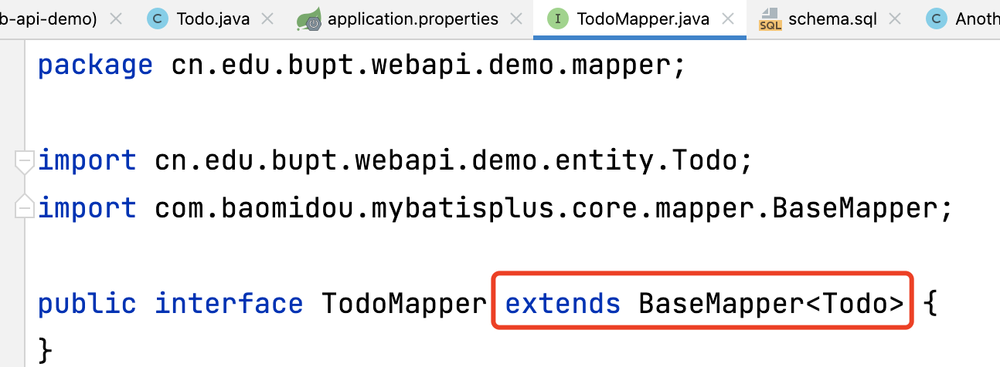 b-api-demo) Todo.java application.properties TodoMapper.java schema.sql Anoth
package cn.edu.bupt.webapi.demo.mapper;
import cn.edu.bupt.webapi.demo.entity.Todo;
import com.baomidou.mybatisplus.core.mapper.BaseMapper;
public interface TodoMapper extends BaseMapper<Todo> {
}